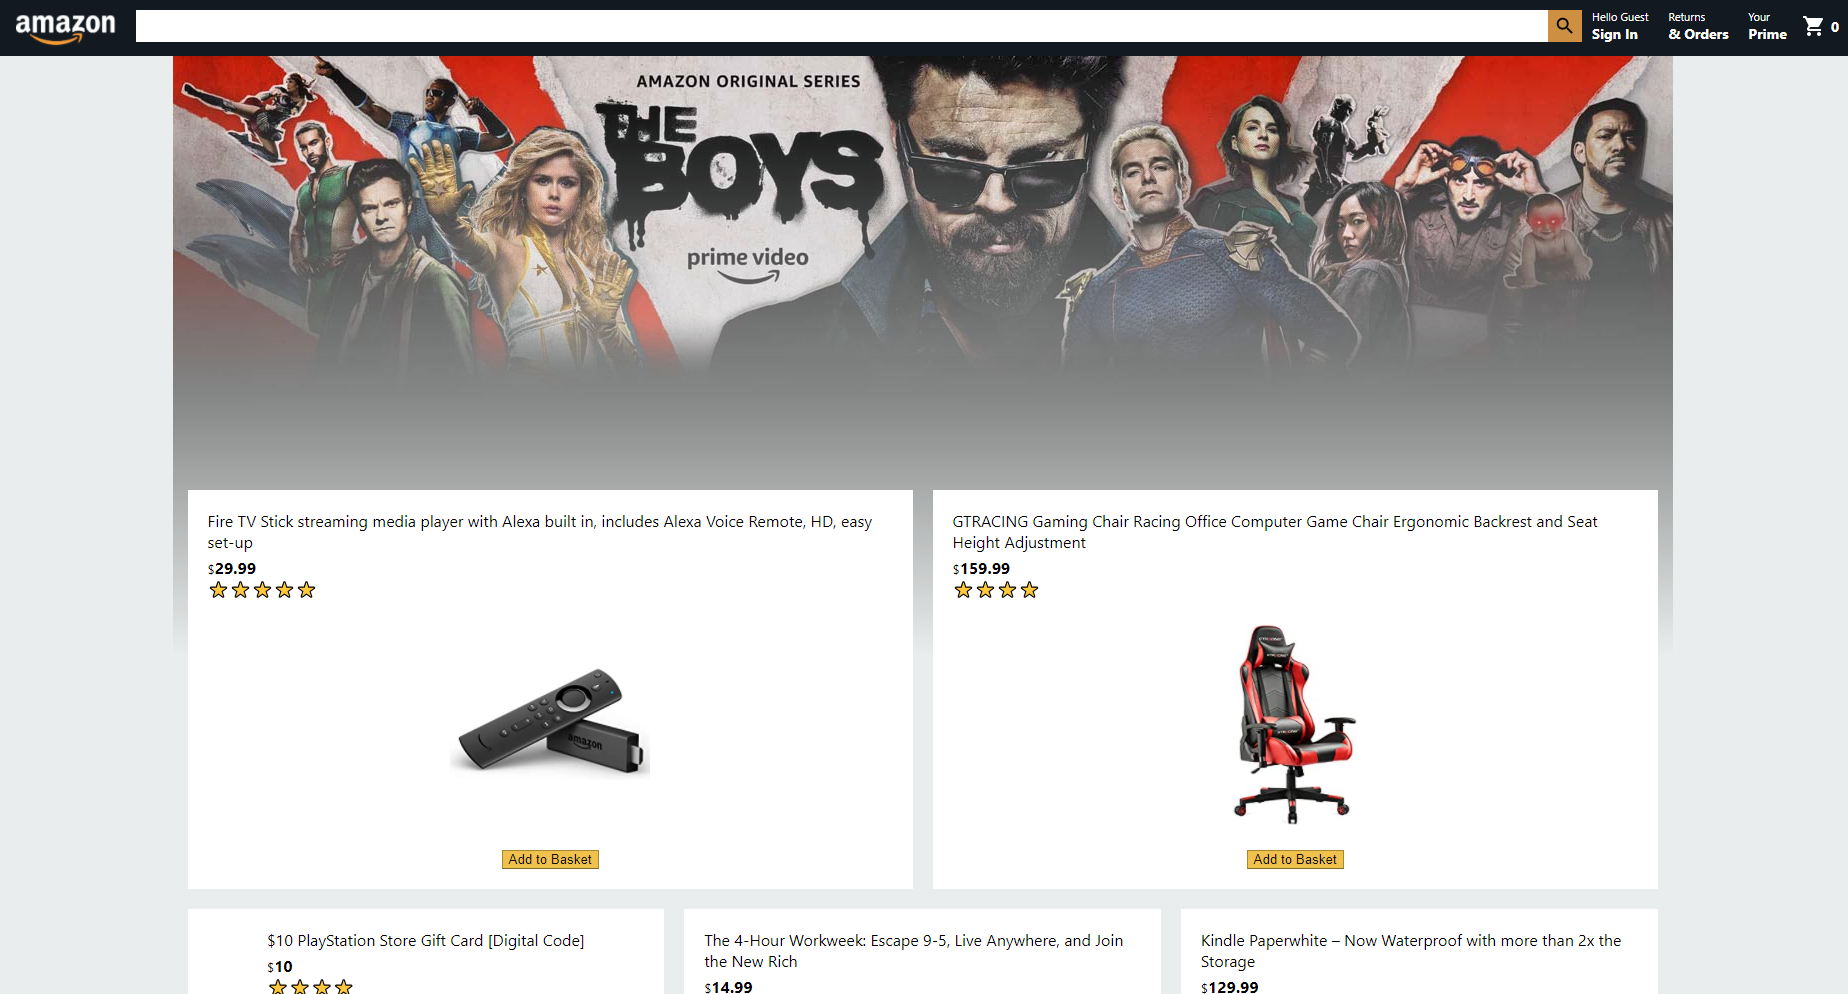 amazon
Hello Guest
Sign In
Returns
& Orders
Your
Prime
0
AMAZON ORIGINAL SERIES
THE
BOYS
prime video
Fire TV Stick streaming media player with Alexa built in, includes Alexa Voice Remote, HD, easy
set-up
$29.99
amazon
Add to Basket
GTRACING Gaming Chair Racing Office Computer Game Chair Ergonomic Backrest and Seat
Height Adjustment
$159.99
Add to Basket
$10 PlayStation Store Gift Card [Digital Code]
$10
The 4-Hour Workweek: Escape 9-5, Live Anywhere, and Join
the New Rich
$14.99
Kindle Paperwhite – Now Waterproof with more than 2x the
Storage
$129.99